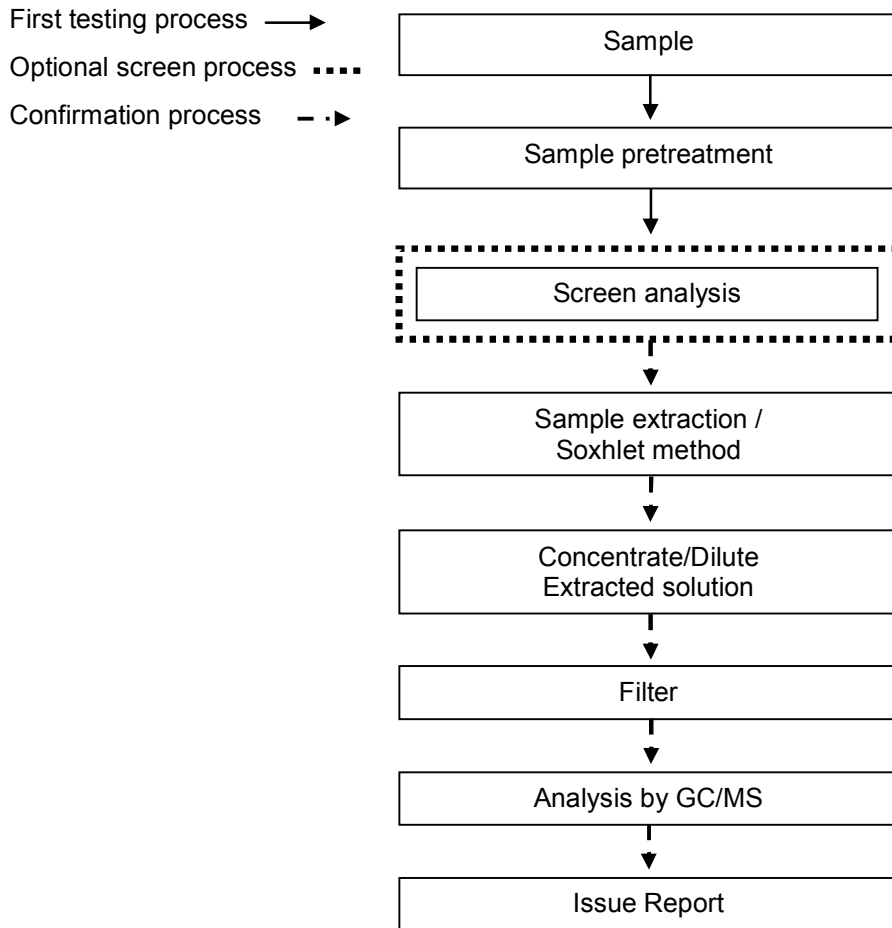 First testing process
Optional screen process
Confirmation process
Sample
Sample pretreatment
Screen analysis
Sample extraction /
Soxhlet method
Concentrate/Dilute
Extracted solution
Filter
Analysis by GC/MS
Issue Report